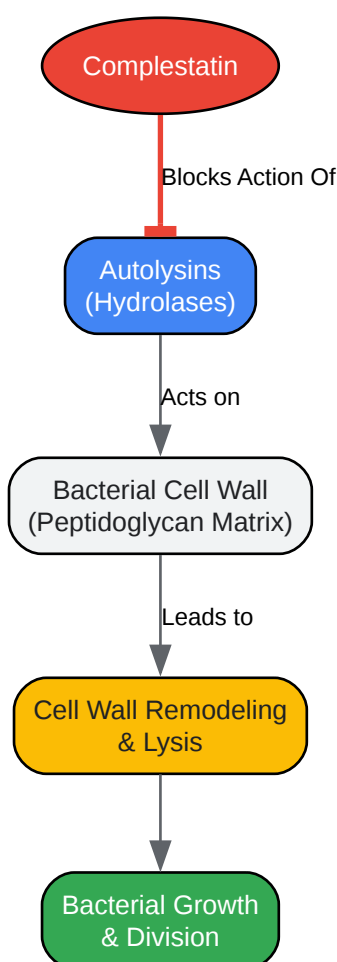 Complestatin
Blocks Action Of
Autolysins
(Hydrolases)
Acts on
Bacterial Cell Wall
(Peptidoglycan Matrix)
Leads to
Cell Wall Remodeling
& Lysis
Bacterial Growth
& Division